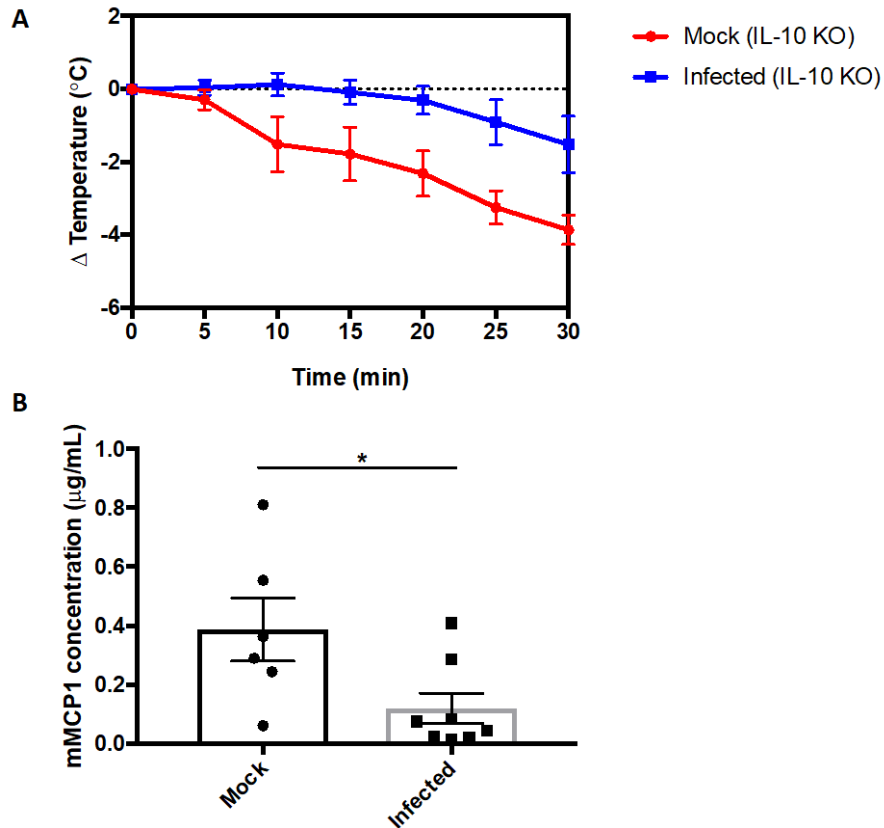 A
Δ Temperature (°C)
2
0
-2
-4
-6
0 5 10 15 20 25 30
Time (min)
Mock (IL-10 KO)
Infected (IL-10 KO)
B
mMCP1 concentration (μg/mL)
1.0
0.8
0.6
0.4
0.2
0.0
*
Mock
Infected